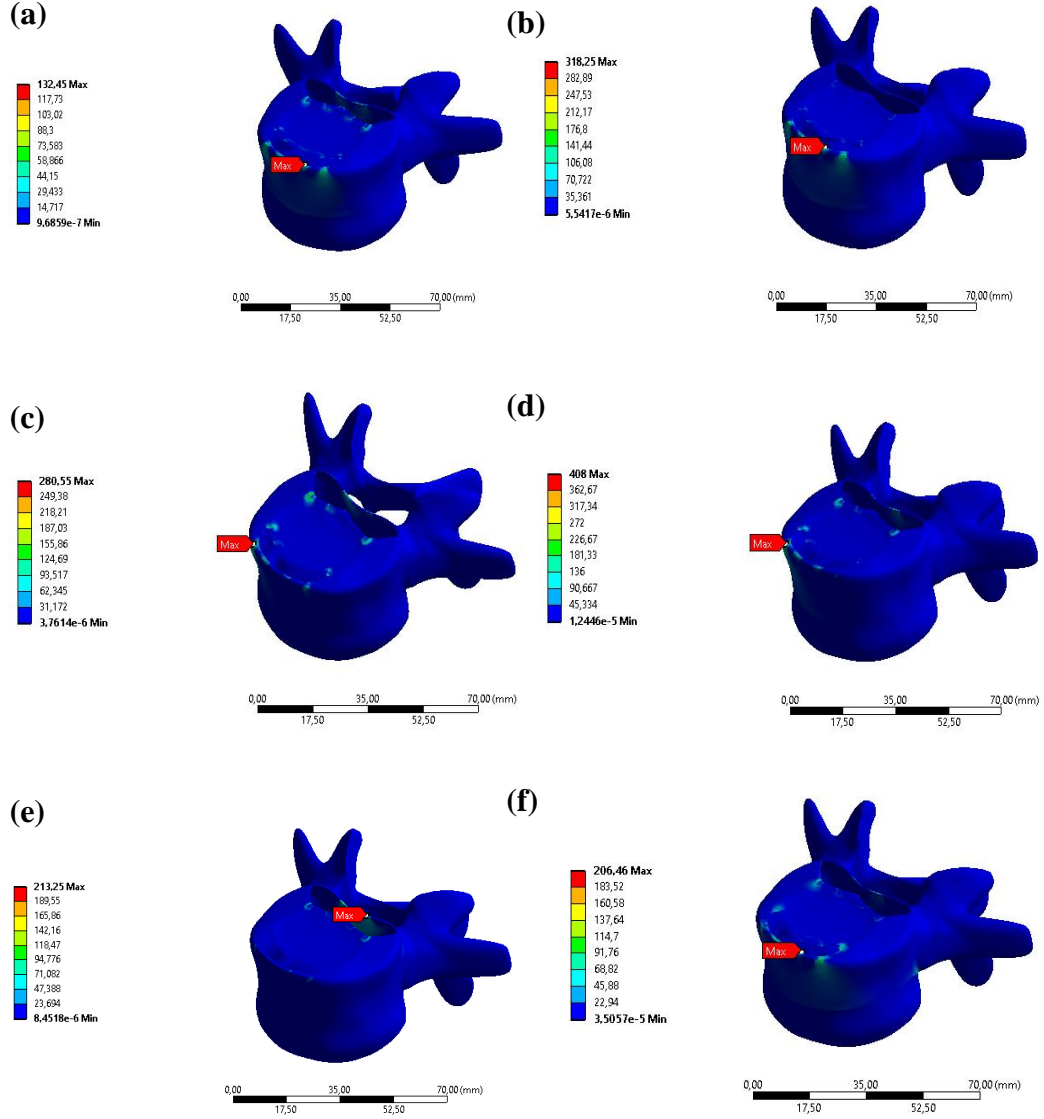 (a)
132,45 Max
117,73
103,02
88,3
73,583
58,866
44,15
29,433
14,717
9,6859e-7 Min
Max
0,00 35,00 70,00 (mm)
17,50 52,50
(b)
318,25 Max
282,89
247,53
212,17
176,8
141,44
106,08
70,722
35,361
5,5417e-6 Min
Max
0,00 35,00 70,00 (mm)
17,50 52,50
(c)
280,55 Max
249,38
218,21
187,03
155,86
124,69
93,517
62,345
31,172
3,7614e-6 Min
Max
0,00 35,00 70,00 (mm)
17,50 52,50
(d)
408 Max
362,67
317,34
272
226,67
181,33
136
90,667
45,334
1,2446e-5 Min
Max
0,00 35,00 70,00 (mm)
17,50 52,50
(e)
213,25 Max
189,55
165,86
142,16
118,47
94,776
71,082
47,388
23,694
8,4518e-6 Min
Max
0,00 35,00 70,00 (mm)
17,50 52,50
(f)
206,46 Max
183,52
160,58
137,64
114,7
91,76
68,82
45,88
22,94
3,5057e-5 Min
Max
0,00 35,00 70,00 (mm)
17,50 52,50